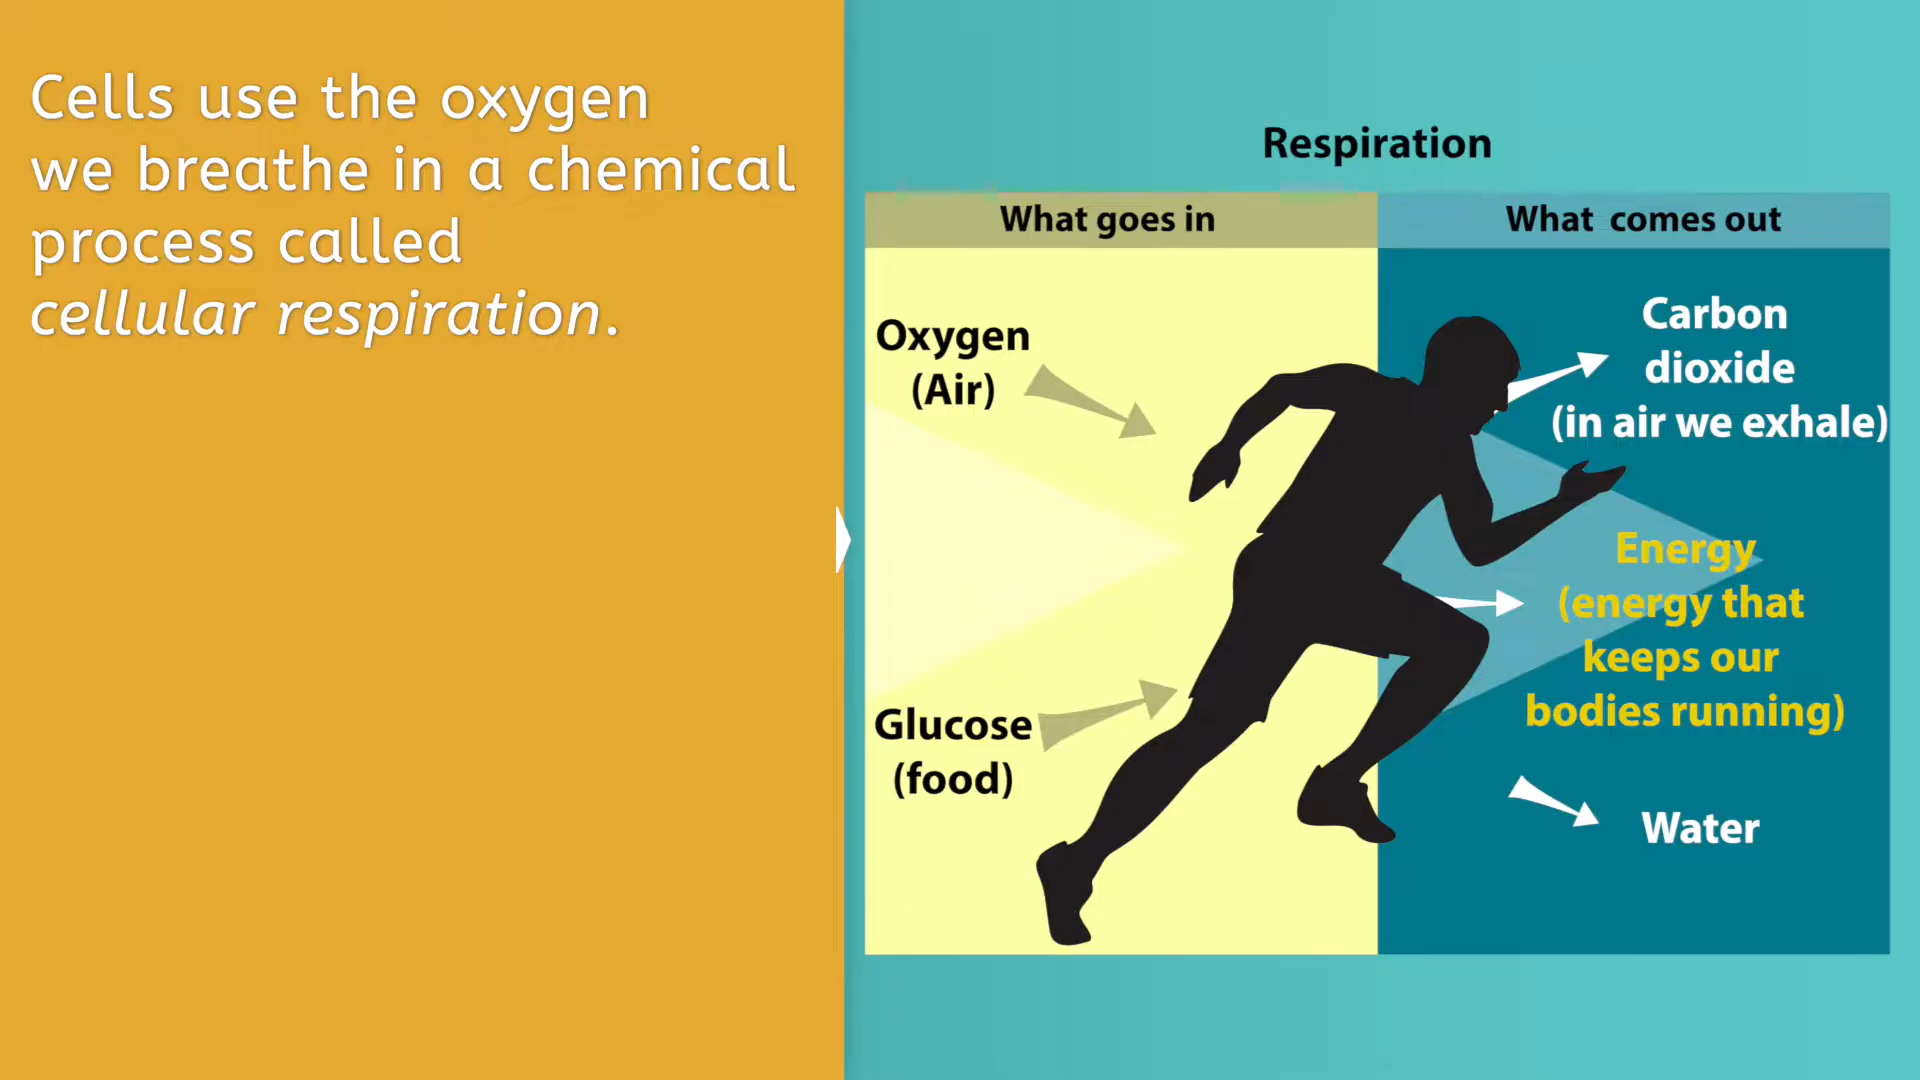 Cells use the oxygen
we breathe in a chemical
process called
cellular respiration.
Respiration
What goes in
What comes out
Oxygen
(Air)
Glucose
(food)
Carbon
dioxide
(in air we exhale)
Energy
(energy that
keeps our
bodies running)
Water